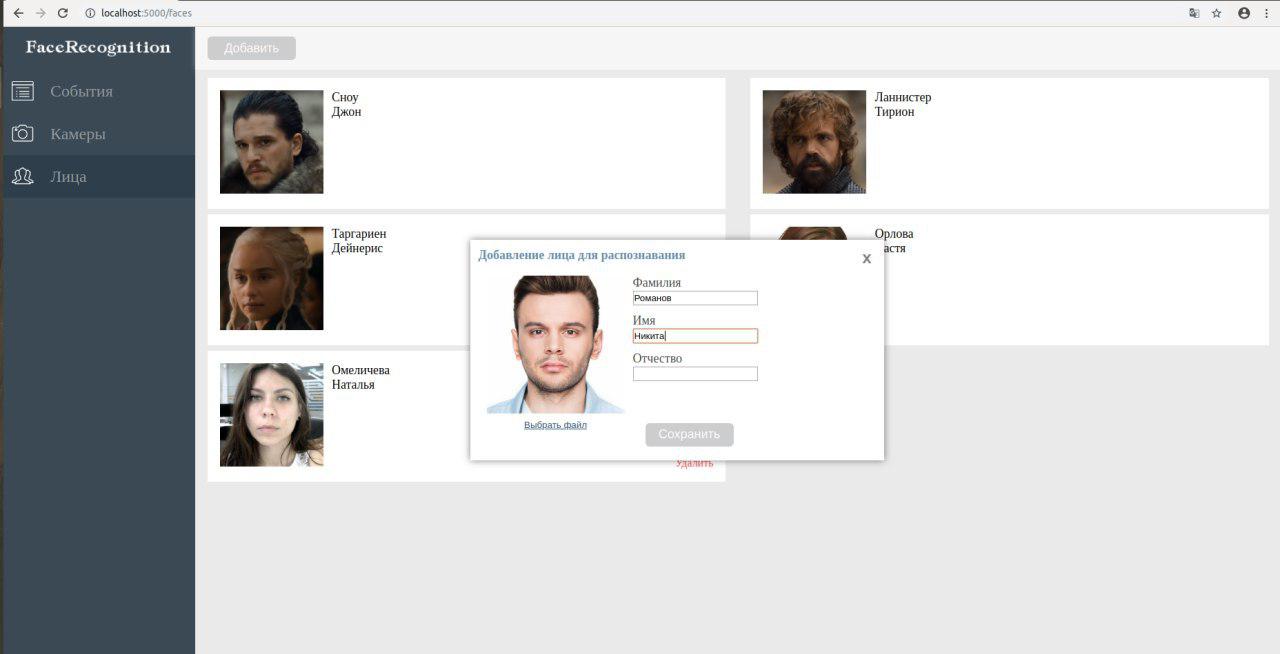 localhost:5000/faces
FaceRecognition
Добавить
События
Камеры
Лица
Сноу
Джон
Ланнистер
Тирион
Таргариен
Дейнерис
Орлова
астя
Омеличева
Наталья
Удалить
Добавление лица для распознавания
x
Фамилия
Романов
Имя
Никита
Отчество
Выбрать файл
Сохранить